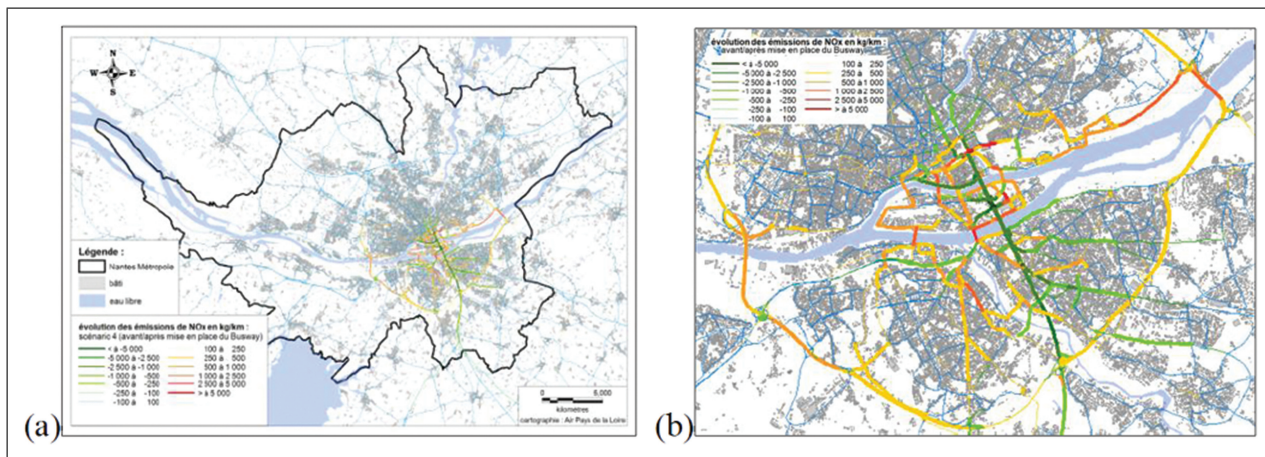 N
W E
S
Légende :
Nantes Métropole
bâti
eau libre
évolution des émissions de NOx en kg/km :
scénario 4 (avant/après mise en place du Busway)
< à -5 000
-5 000 à -2 500
-2 500 à -1 000
-1 000 à -500
-500 à -250
-250 à -100
-100 à 100
100 à 250
250 à 500
500 à 1 000
1 000 à 2 500
2 500 à 5 000
> à 5 000
0 5,000
kilomètres
cartographie : Air Pays de la Loire
(a)
évolution des émissions de NOx en kg/km :
(avant/après mise en place du Busway)
< à -5 000
-5 000 à -2 500
-2 500 à -1 000
-1 000 à -500
-500 à -250
-250 à -100
-100 à 100
100 à 250
250 à 500
500 à 1 000
1 000 à 2 500
2 500 à 5 000
> à 5 000
(b)